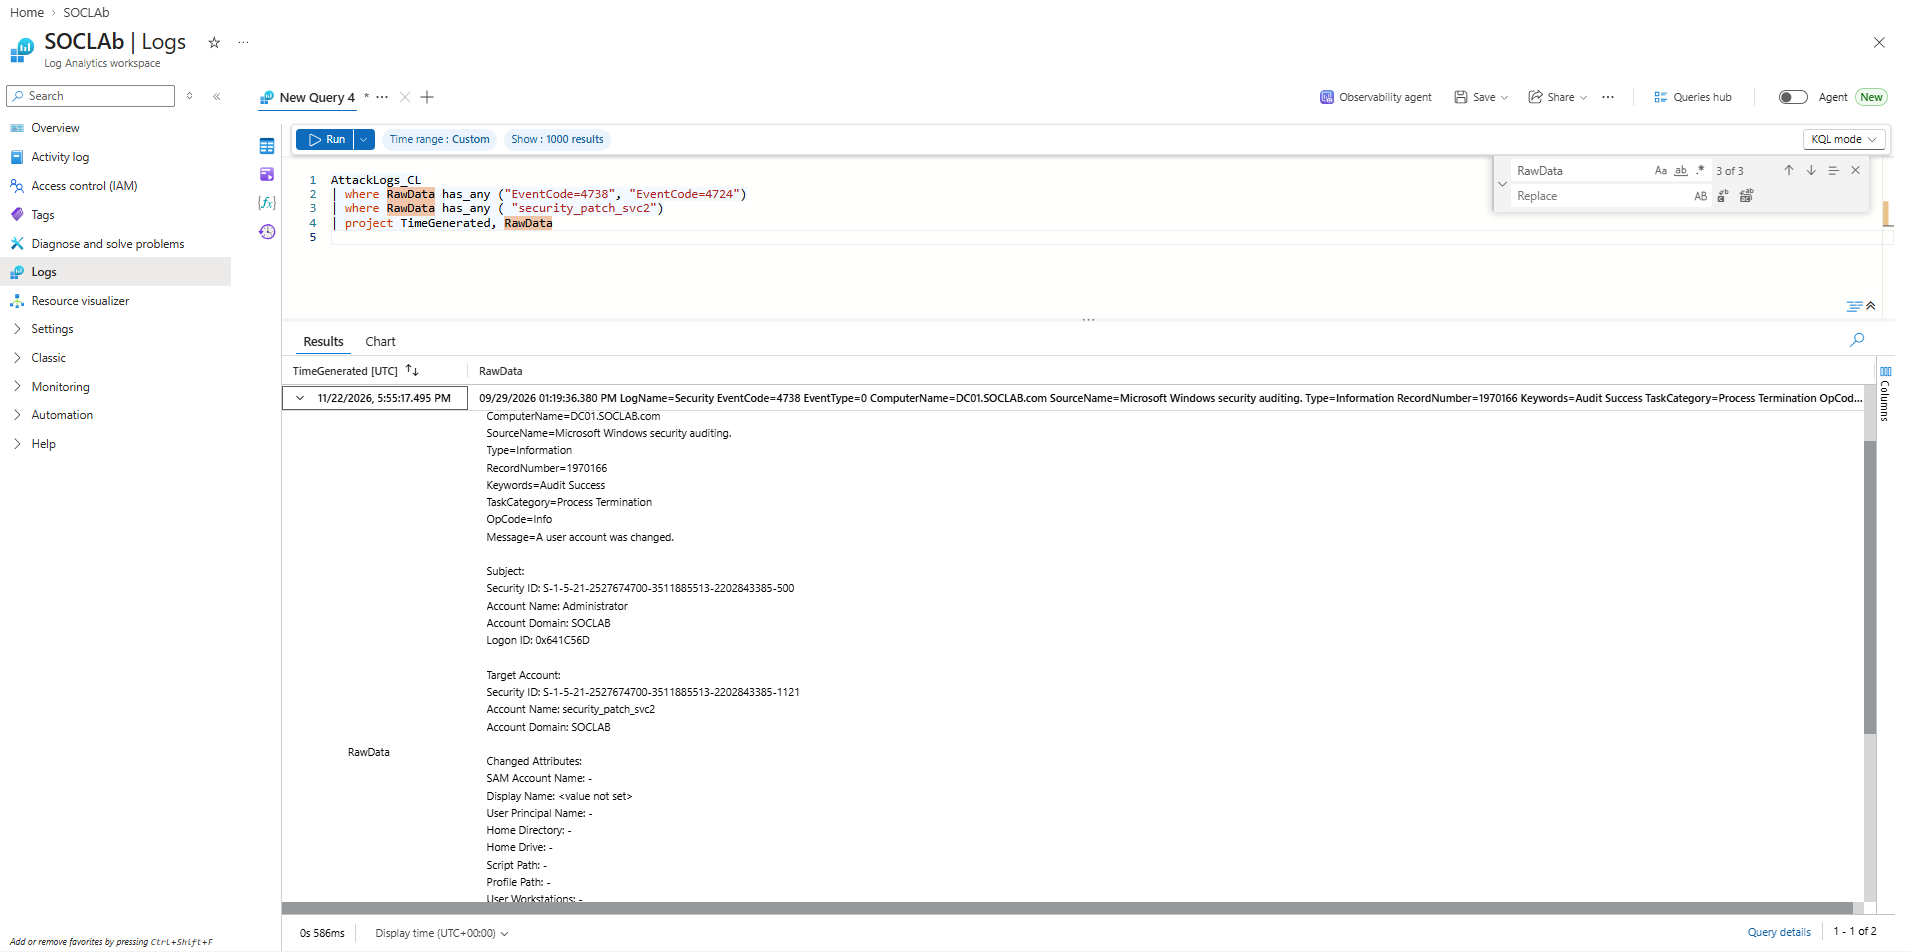 Home > SOCLAb
SOCLAb | Logs
Log Analytics workspace
Search
Overview
Activity log
Access control (IAM)
Tags
Diagnose and solve problems
Logs
Resource visualizer
Settings
Classic
Monitoring
Automation
Help
Add or remove favorites by pressing Ctrl+Shift+F
New Query 4 *
Observability agent
Save
Share
Queries hub
Agent
New
Run
Time range : Custom
Show : 1000 results
KQL mode
1 AttackLogs_CL
2 | where RawData has_any ("EventCode=4738", "EventCode=4724")
3 | where RawData has_any ( "security_patch_svc2")
4 | project TimeGenerated, RawData
5
RawData
Aa ab .* 3 of 3
Replace
AB
Results
Chart
TimeGenerated [UTC]
RawData
11/22/2026, 5:55:17.495 PM
09/29/2026 01:19:36.380 PM LogName=Security EventCode=4738 EventType=0 ComputerName=DC01.SOCLAB.com SourceName=Microsoft Windows security auditing. Type=Information RecordNumber=1970166 Keywords=Audit Success TaskCategory=Process Termination OpCod...
Columns
RawData
ComputerName=DC01.SOCLAB.com
SourceName=Microsoft Windows security auditing.
Type=Information
RecordNumber=1970166
Keywords=Audit Success
TaskCategory=Process Termination
OpCode=Info
Message=A user account was changed.
Subject:
Security ID: S-1-5-21-2527674700-3511885513-2202843385-500
Account Name: Administrator
Account Domain: SOCLAB
Logon ID: 0x641C56D
Target Account:
Security ID: S-1-5-21-2527674700-3511885513-2202843385-1121
Account Name: security_patch_svc2
Account Domain: SOCLAB
Changed Attributes:
SAM Account Name: -
Display Name: <value not set>
User Principal Name: -
Home Directory: -
Home Drive: -
Script Path: -
Profile Path: -
User Workstations: -
0s 586ms
Display time (UTC+00:00)
Query details
1 - 1 of 2